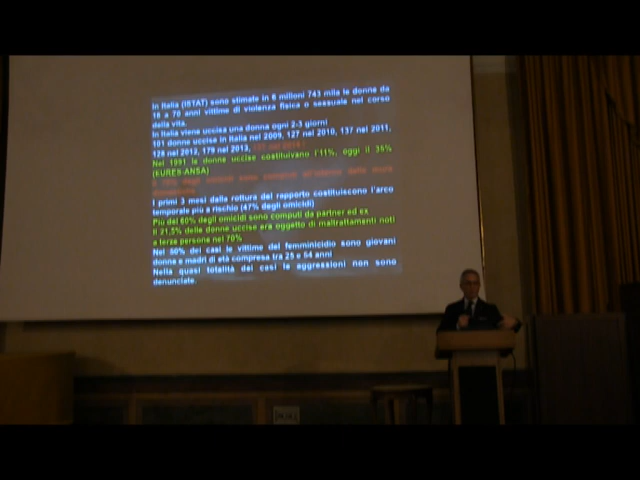 In Italia (ISTAT) sono stimate in 6 milioni 743 mila le donne da
16 a 70 anni vittime di violenza fisica o sessuale nel corso
della vita.
In Italia viene uccisa una donna ogni 2-3 giorni
101 donne uccise in Italia nel 2009, 127 nel 2010, 137 nel 2011,
128 nel 2012, 179 nel 2013,
Nel 1991 le donne uccise costituivano l'11%, oggi il 35%
(EURES-ANSA)
I primi 3 mesi dalla rottura del rapporto costituiscono l'arco
temporale più a rischio (47% degli omicidi)
Più del 60% degli omicidi sono compiuti da partner ed ex
Il 21,5% delle donne uccise era oggetto di maltrattamenti noti
a terze persone nel 70%
Nel 50% dei casi le vittime del femminicidio sono giovani
donne e madri di età compresa tra 25 e 54 anni
Nella quasi totalità dei casi le aggressioni non sono
denunciate.